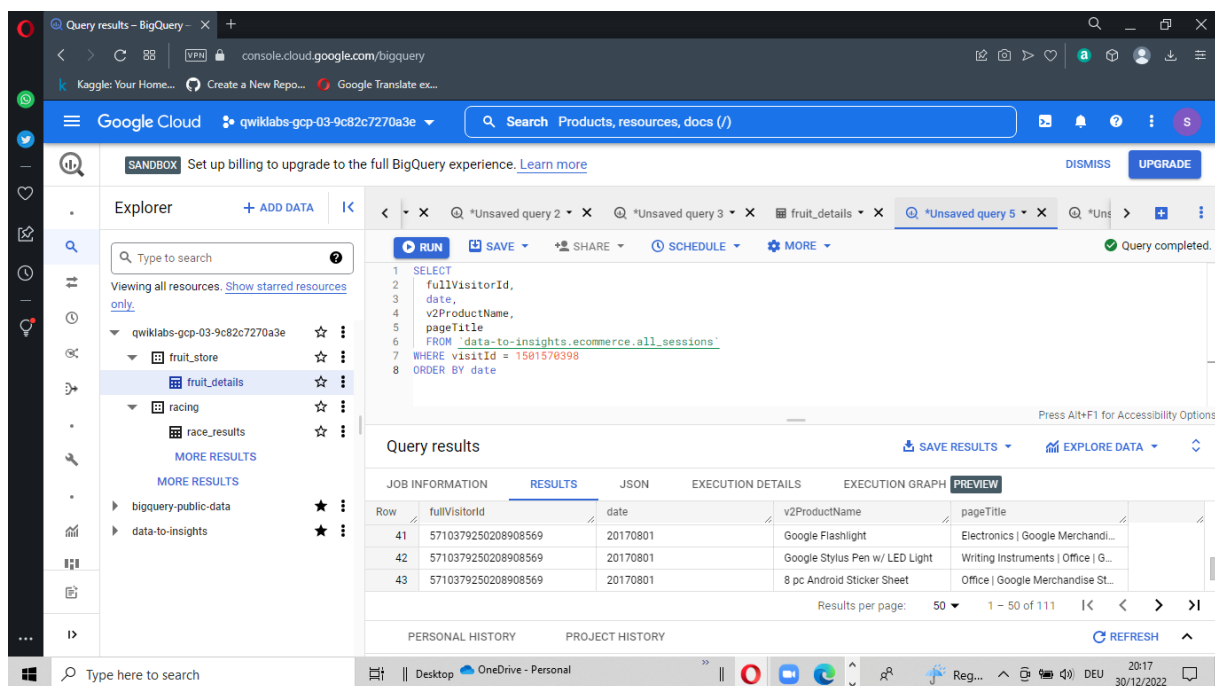 Query results – BigQuery –
VPN console.cloud.google.com/bigquery
Kaggle: Your Home... Create a New Repo... Google Translate ex...
Google Cloud qwiklabs-gcp-03-9c82c7270a3e Search Products, resources, docs (/) S
SANDBOX Set up billing to upgrade to the full BigQuery experience. Learn more DISMISS UPGRADE
Explorer + ADD DATA
*Unsaved query 2 *Unsaved query 3 fruit_details *Unsaved query 5 *Uns
RUN SAVE SHARE SCHEDULE MORE Query completed.
Type to search
Viewing all resources. Show starred resources
only.
qwiklabs-gcp-03-9c82c7270a3e
fruit_store
fruit_details
racing
race_results
MORE RESULTS
MORE RESULTS
bigquery-public-data
data-to-insights
1 SELECT
2 fullVisitorId,
3 date,
4 v2ProductName,
5 pageTitle
6 FROM `data-to-insights.ecommerce.all_sessions`
7 WHERE visitId = 1501570398
8 ORDER BY date
Press Alt+F1 for Accessibility Options
Query results SAVE RESULTS EXPLORE DATA
JOB INFORMATION RESULTS JSON EXECUTION DETAILS EXECUTION GRAPH PREVIEW
Row fullVisitorId date v2ProductName pageTitle
41 5710379250208908569 20170801 Google Flashlight Electronics | Google Merchandi...
42 5710379250208908569 20170801 Google Stylus Pen w/ LED Light Writing Instruments | Office | G...
43 5710379250208908569 20170801 8 pc Android Sticker Sheet Office | Google Merchandise St...
Results per page: 50 1 – 50 of 111
PERSONAL HISTORY PROJECT HISTORY REFRESH
Type here to search Desktop OneDrive - Personal Reg... DEU 20:17
30/12/2022